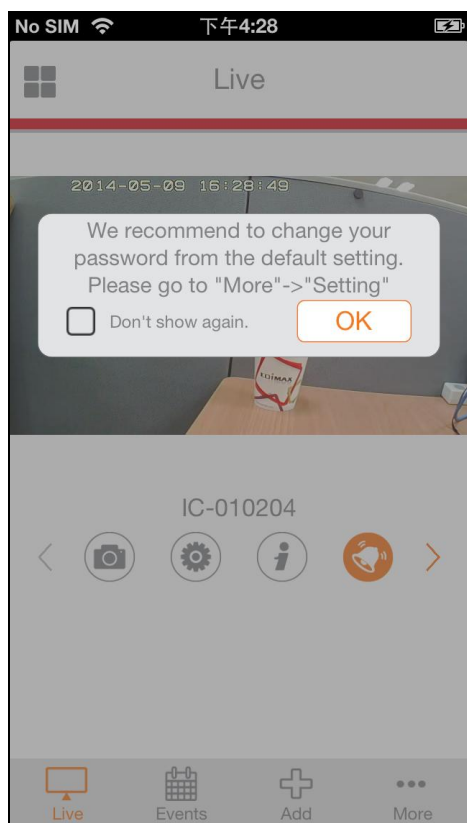 No SIM 下午4:28
Live
2014-05-09 16:28:49
We recommend to change your
password from the default setting.
Please go to "More"->"Setting"
Don't show again. OK
EDIMAX
IC-010204
Live Events Add More